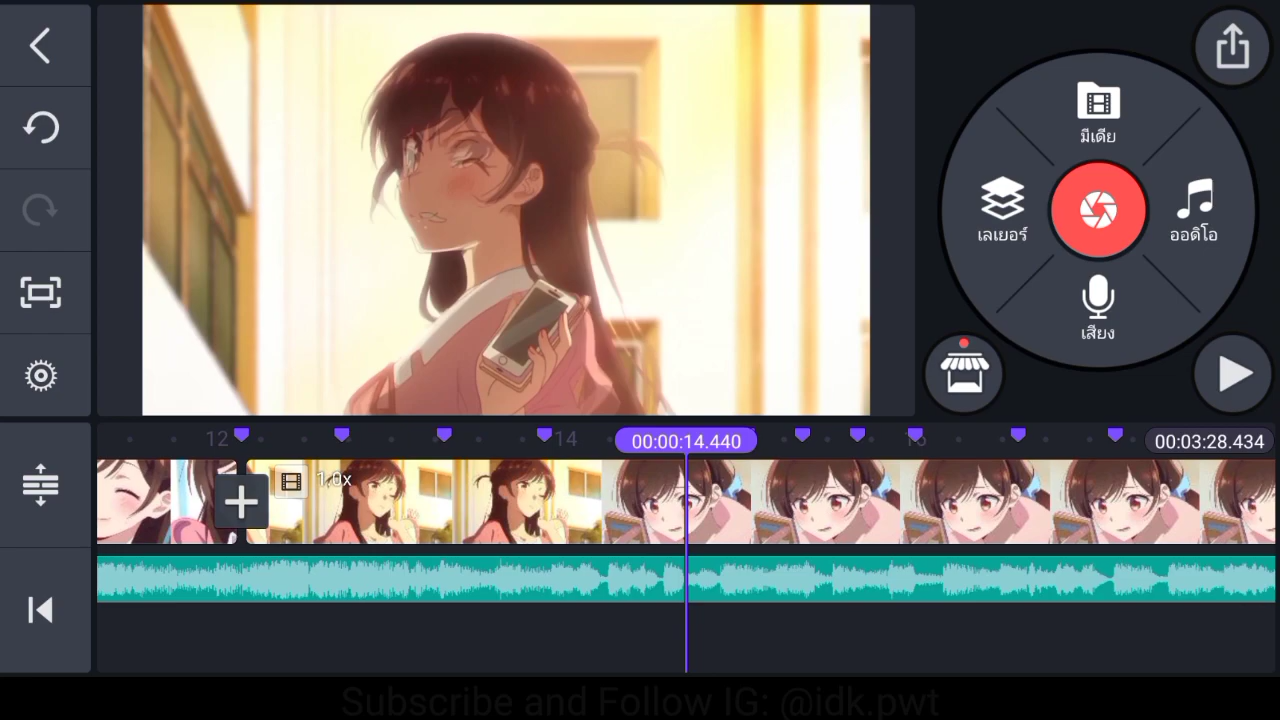 มีเดีย
เลเยอร์
ออดิโอ
เสียง
12
14
00:00:14.440
16
00:03:28.434
1.0x
Subscribe and Follow IG: @idk.pwt